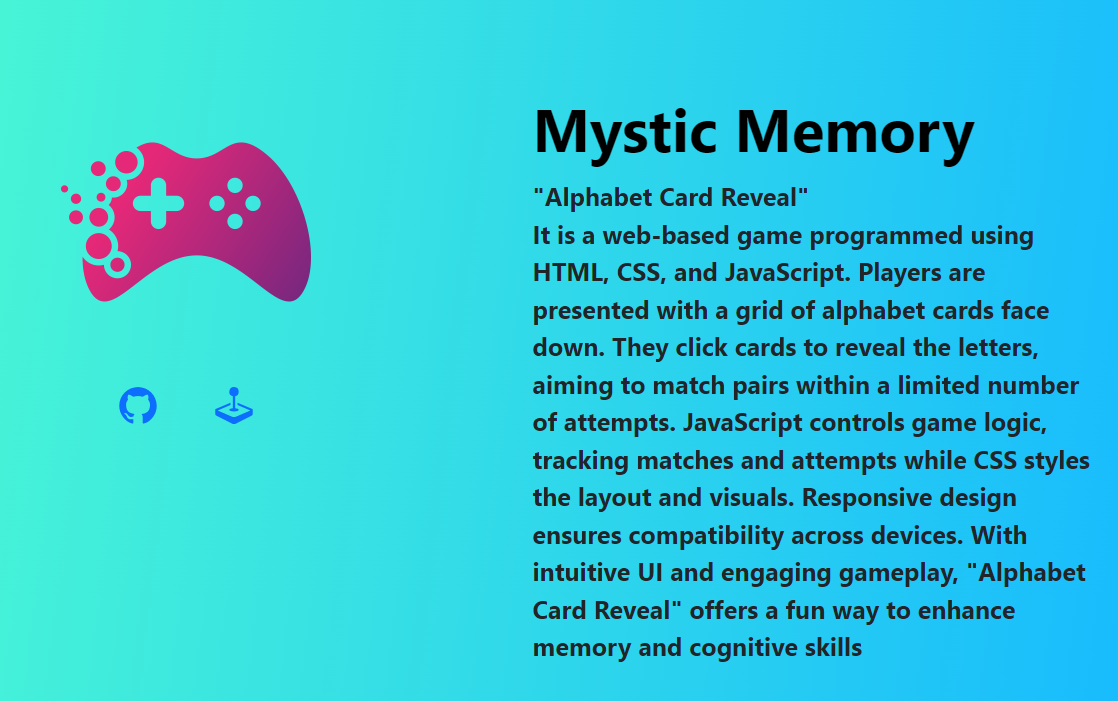 Mystic Memory
"Alphabet Card Reveal"
It is a web-based game programmed using
HTML, CSS, and JavaScript. Players are
presented with a grid of alphabet cards face
down. They click cards to reveal the letters,
aiming to match pairs within a limited number
of attempts. JavaScript controls game logic,
tracking matches and attempts while CSS styles
the layout and visuals. Responsive design
ensures compatibility across devices. With
intuitive UI and engaging gameplay, "Alphabet
Card Reveal" offers a fun way to enhance
memory and cognitive skills